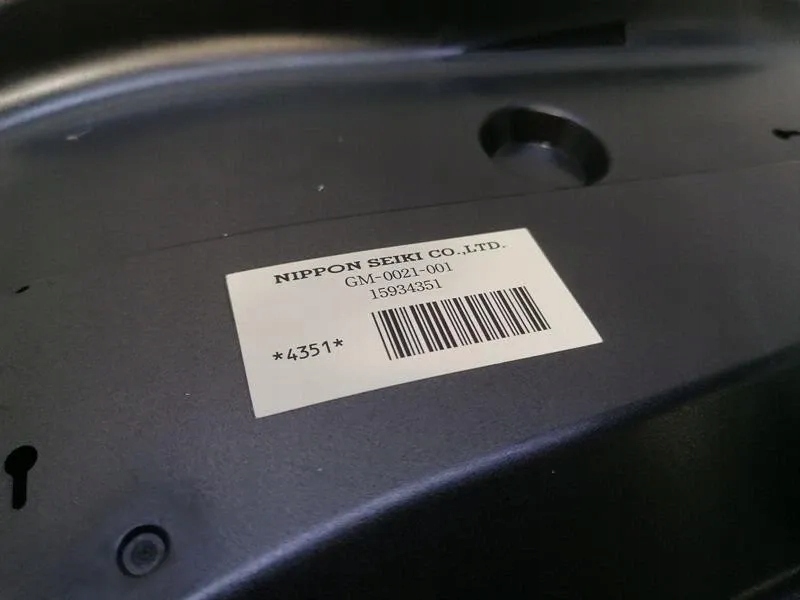 NIPPON SEIKI CO.,LTD.
GM-0021-001
15934351
*4351*